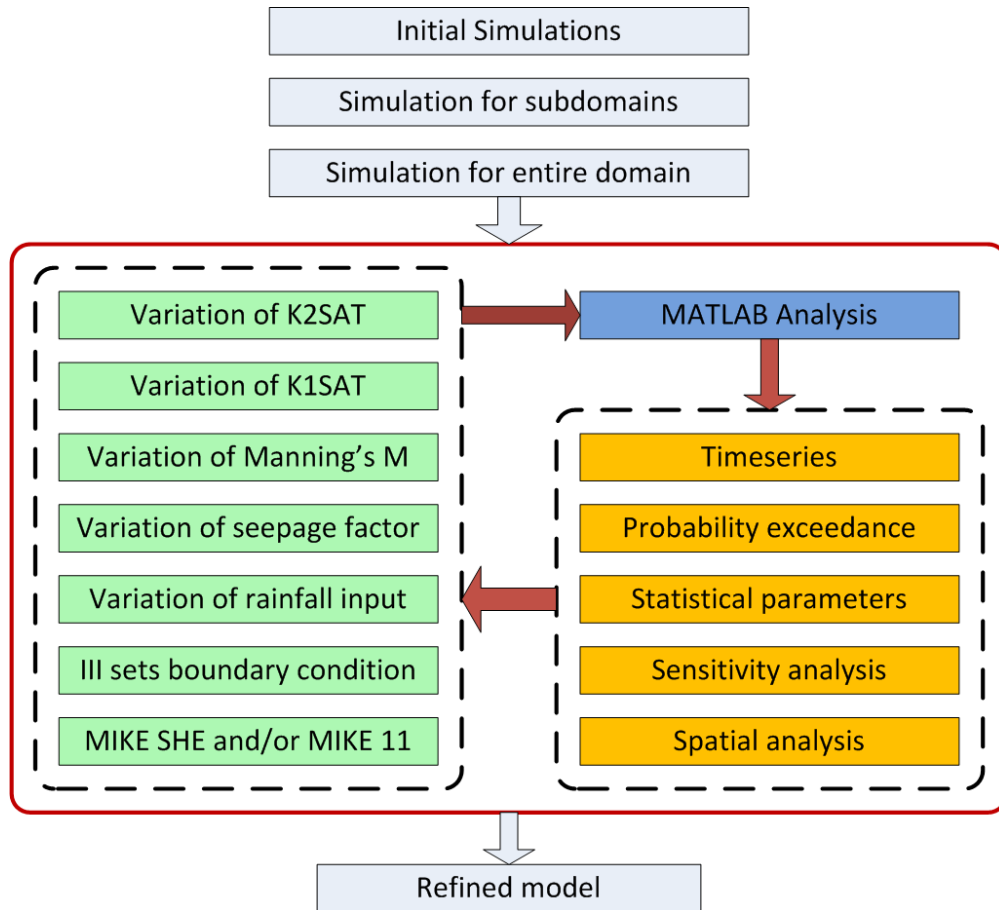 Initial Simulations
Simulation for subdomains
Simulation for entire domain
Variation of K2SAT
Variation of K1SAT
Variation of Manning’s M
Variation of seepage factor
Variation of rainfall input
III sets boundary condition
MIKE SHE and/or MIKE 11
MATLAB Analysis
Timeseries
Probability exceedance
Statistical parameters
Sensitivity analysis
Spatial analysis
Refined model